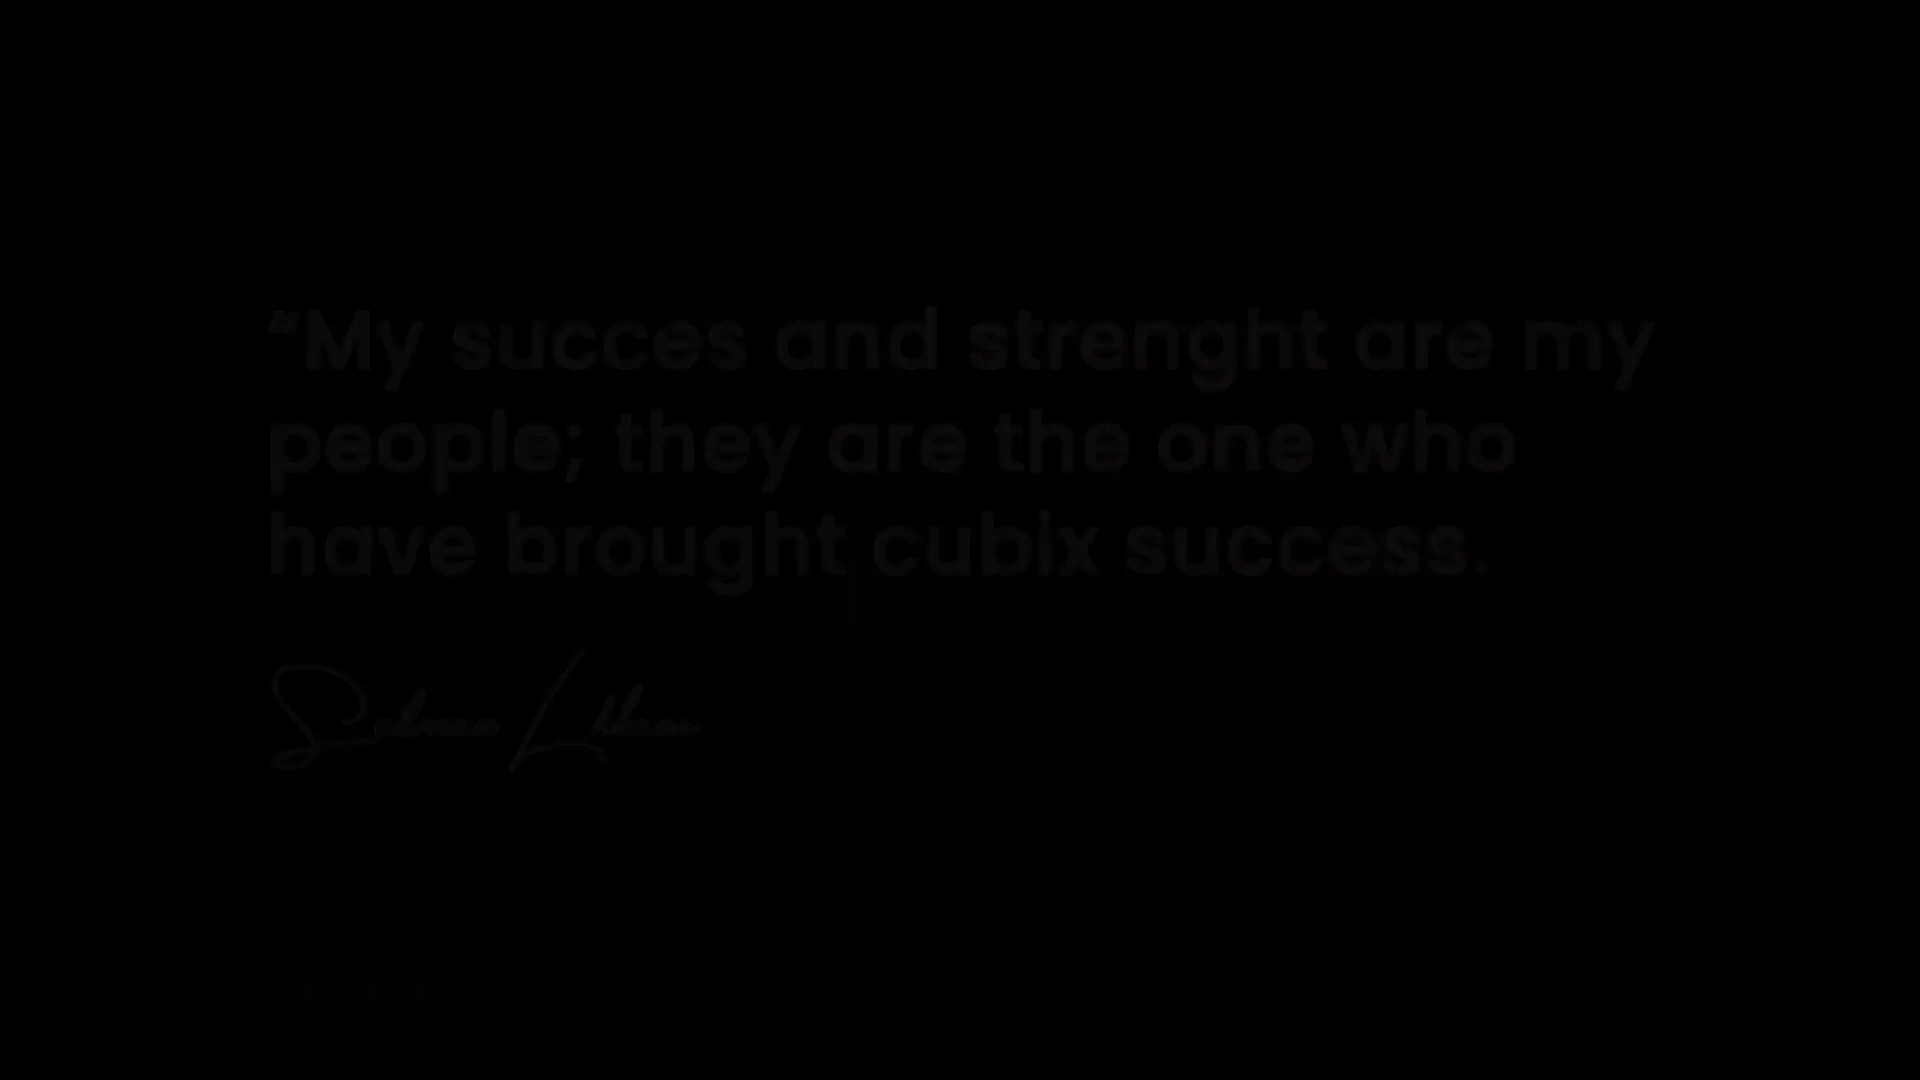 “My succes and strenght are my
people; they are the one who
have brought cubix success.